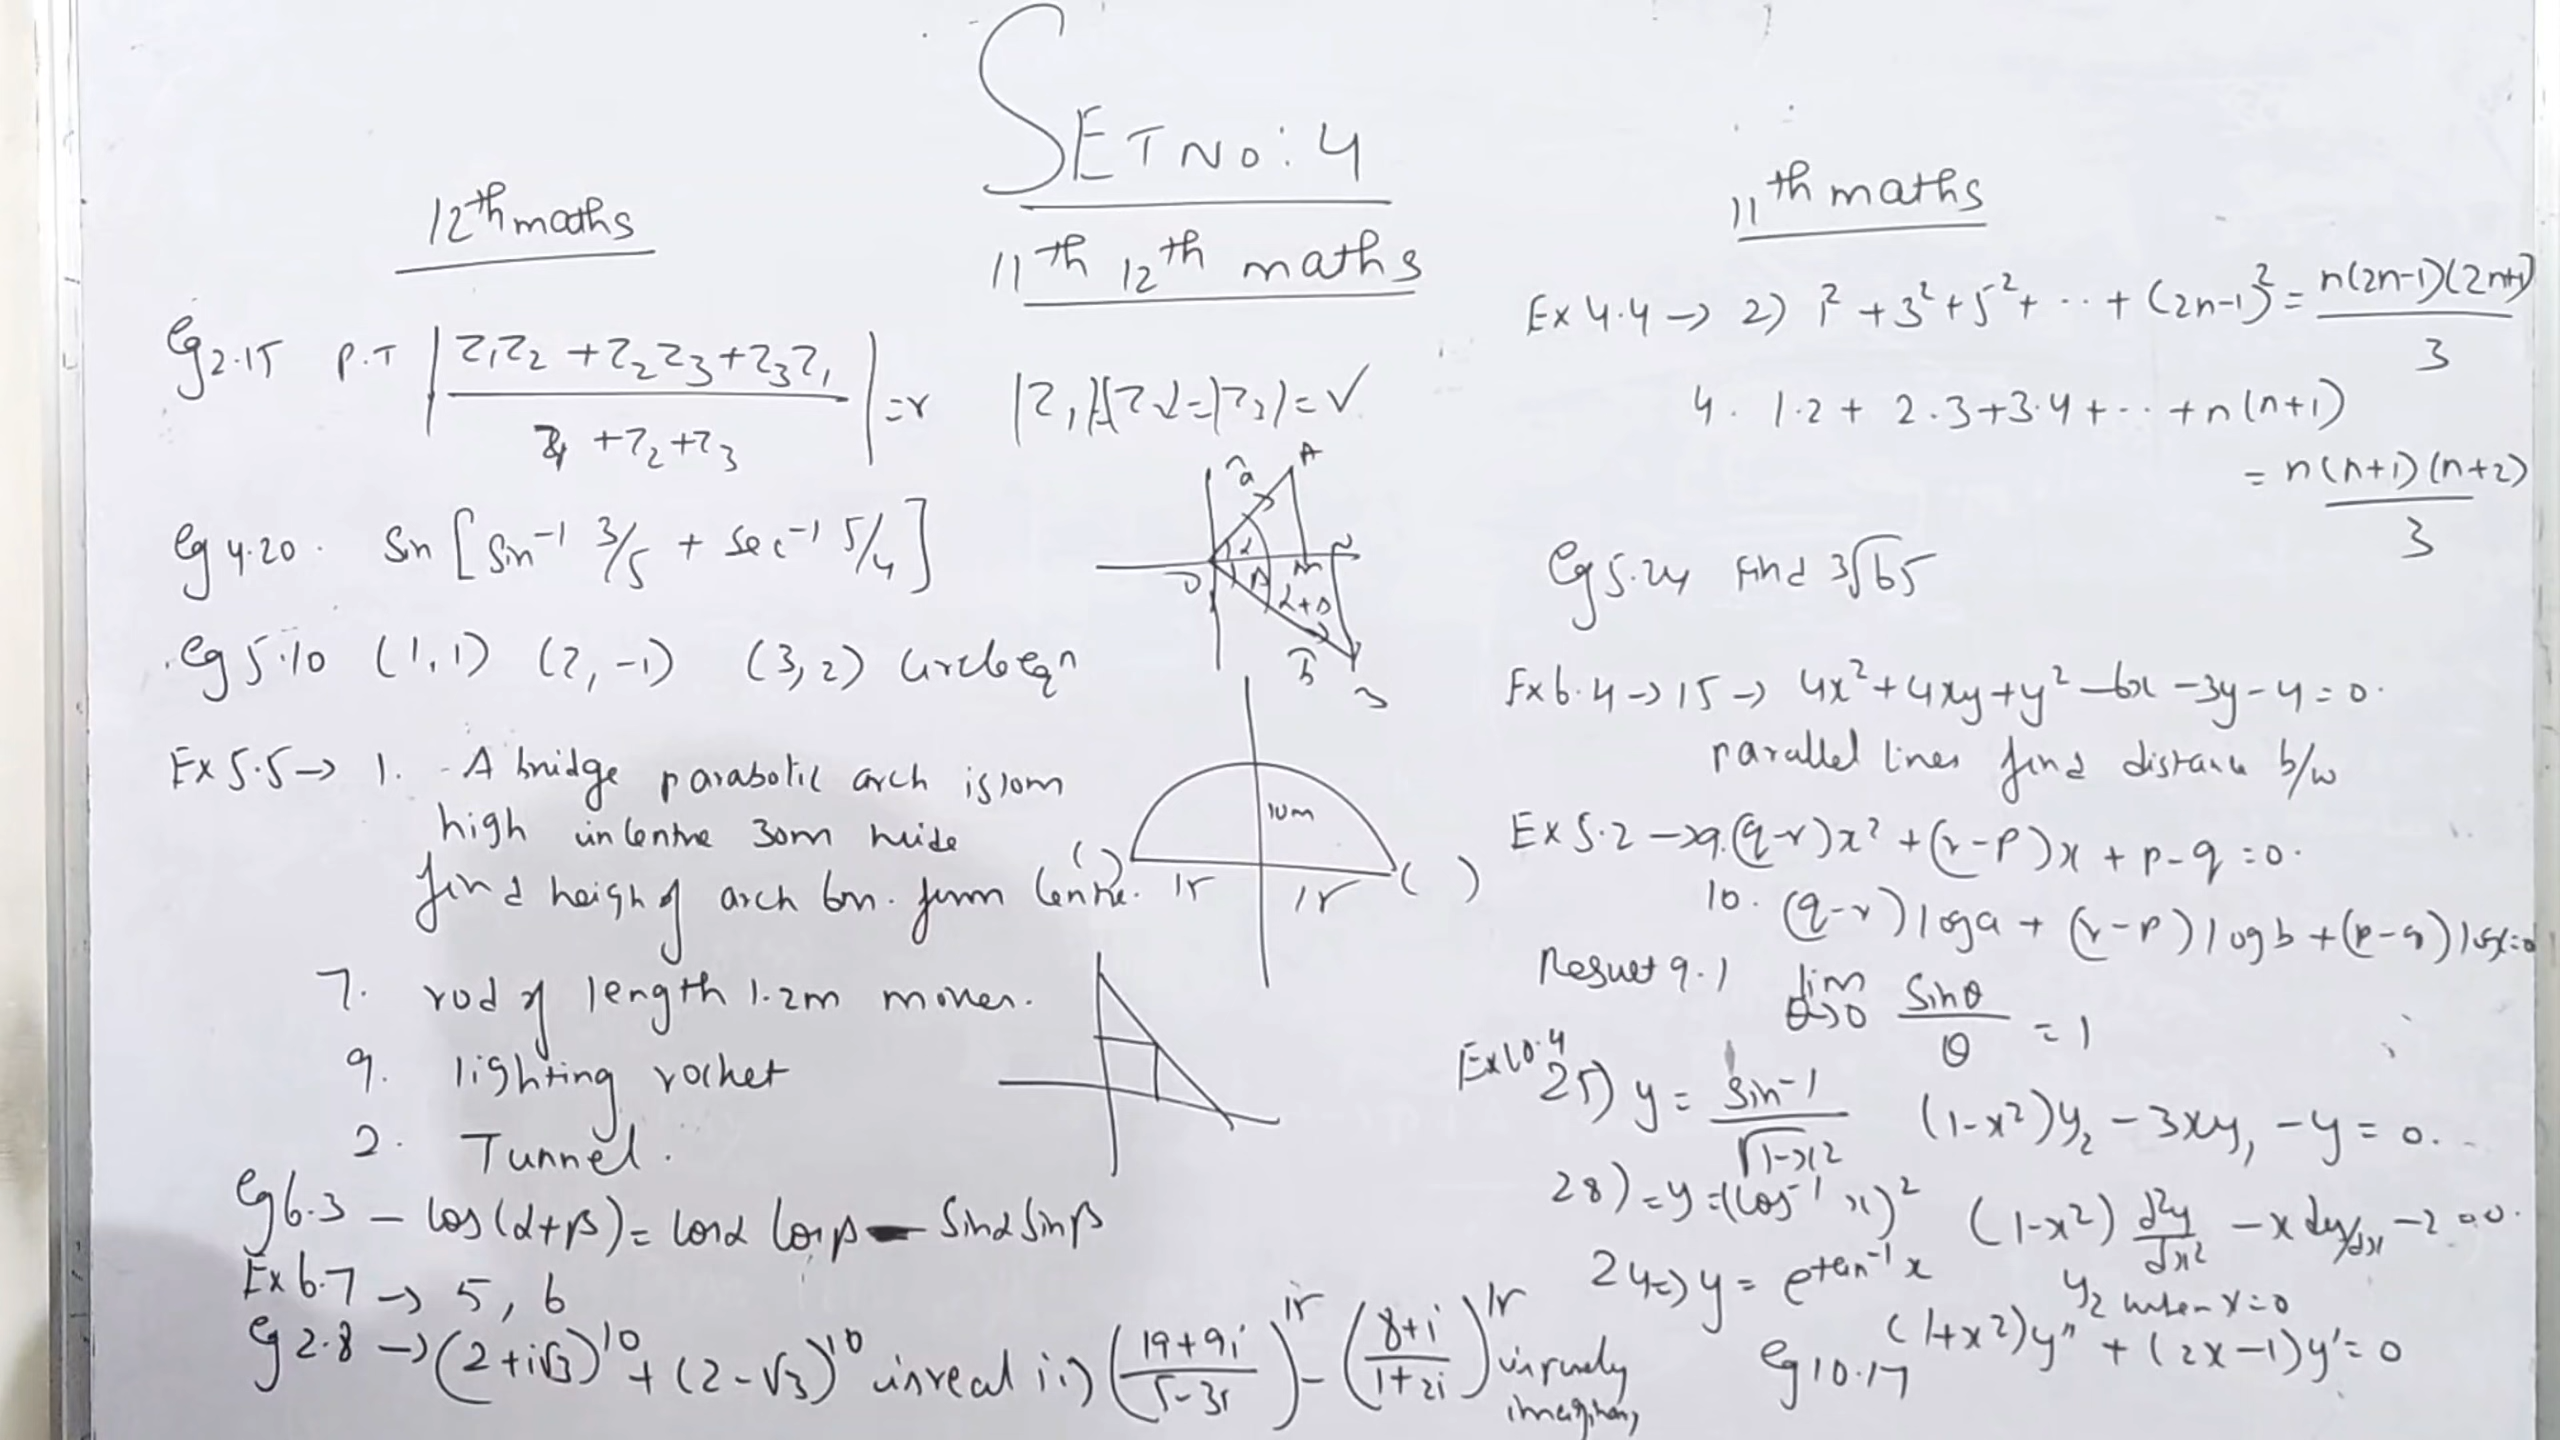 SET NO: 4
11th 12th maths
12th maths
eg 2.15 P.T |z1z2 + z2z3 + z3z1 / z1 + z2 + z3| = r
|z1| |z2| = |z3| = ✓
eg 4.20. Sin [Sin⁻¹ 3/5 + Sec⁻¹ 5/4]
eg 5.10 (1,1) (2,-1) (3,2) circle eqn
Ex 5.5 → 1. A bridge parabolic arch is 10m
high in centre 30m wide
find height of arch 6m. from centre.
7. rod of length 1.2m moves.
9. lighting rocket
2. Tunnel.
eg 6.3 - cos(α+β) = cosα cosβ - Sinα Sinβ
Ex 6.7 → 5, 6
eg 2.8 → (2+i√3)¹⁰ + (2-√3)¹⁰ is real ii) (19+9i / 5-3i)¹⁵ - (8+i / 1+2i)¹⁵ is purely
imaginary
â A
O α M N
α+β
b̂ B
10m
( ) 15 15 ( )
11th maths
Ex 4.4 → 2) 1² + 3² + 5² + ... + (2n-1)² = n(2n-1)(2n+1) / 3
4. 1.2 + 2.3 + 3.4 + ... + n(n+1)
= n(n+1)(n+2) / 3
eg 5.24 Find ³√65
Ex 6.4 → 15 → 4x² + 4xy + y² - 6x - 3y - 4 = 0.
parallel lines find distance b/w
Ex 5.2 → 9. (q-r)x² + (r-p)x + p-q = 0.
10. (q-r) log a + (r-p) log b + (p-q) log c = 0
Result 9.1 lim θ→0 Sinθ / θ = 1
Ex 10.4
25) y = Sin⁻¹ / √1-x² (1-x²)y₂ - 3xy₁ - y = 0.
28) = y = (cos⁻¹ x)² (1-x²) d²y/dx² - x dy/dx - 2 = 0.
y₂ when x=0
24 => y = e^tan⁻¹x (1+x²)y" + (2x-1)y' = 0
eg 10.17